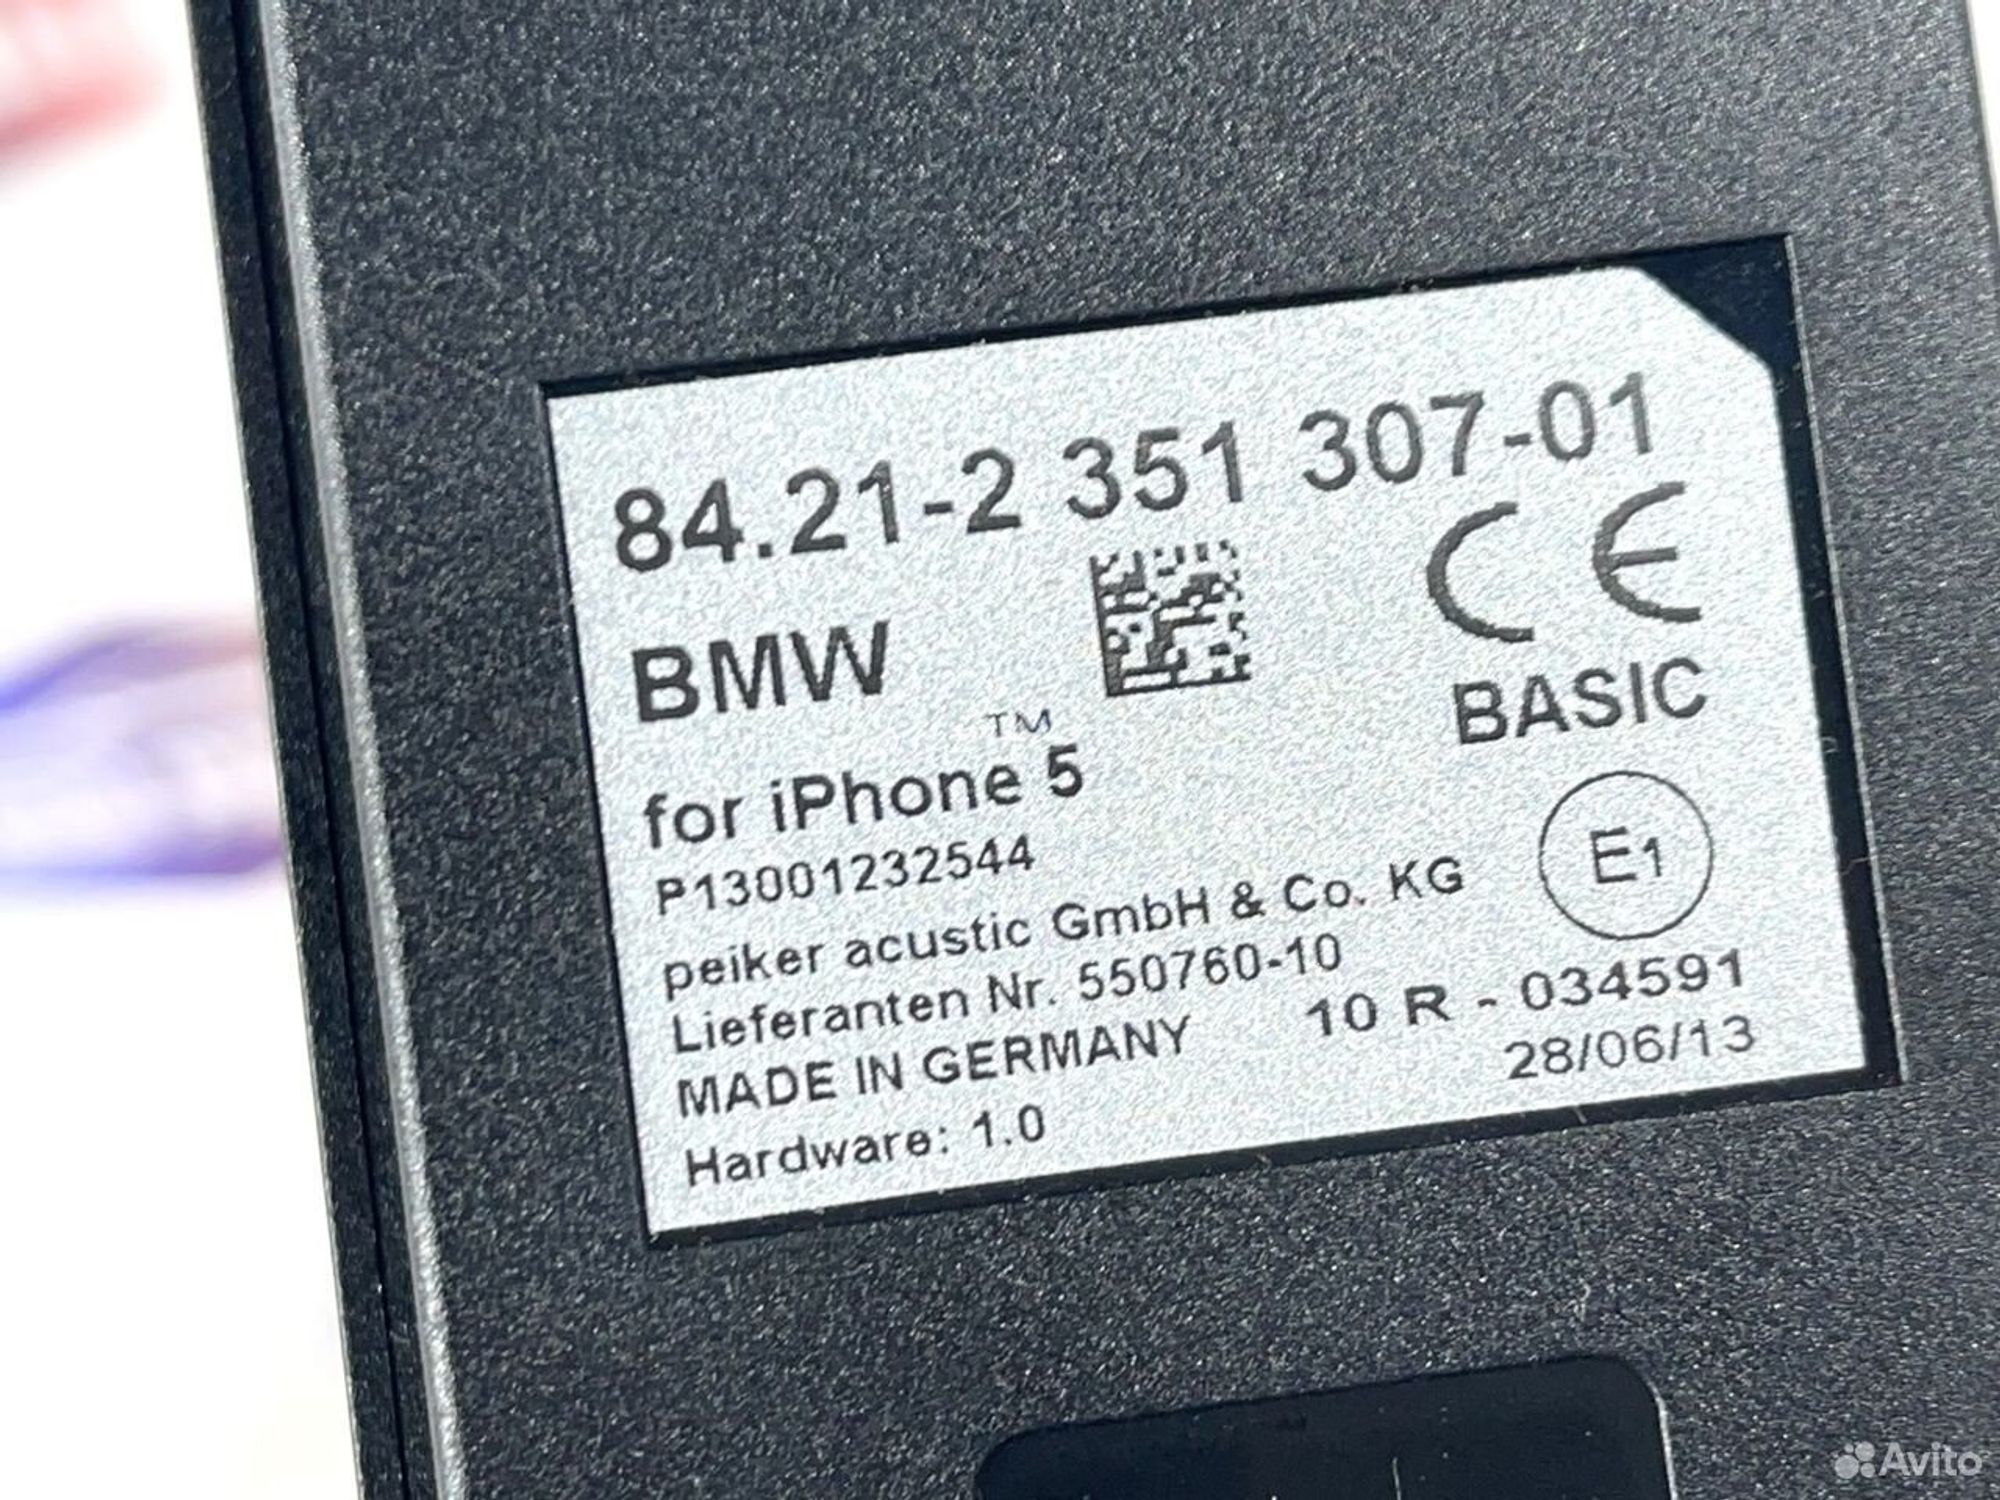 84.21-2 351 307-01
BMW
CE
BASIC
TM
for iPhone 5
P13001232544
E1
peiker acustic GmbH & Co. KG
Lieferanten Nr. 550760-10
10 R - 034591
MADE IN GERMANY
28/06/13
Hardware: 1.0
Avito